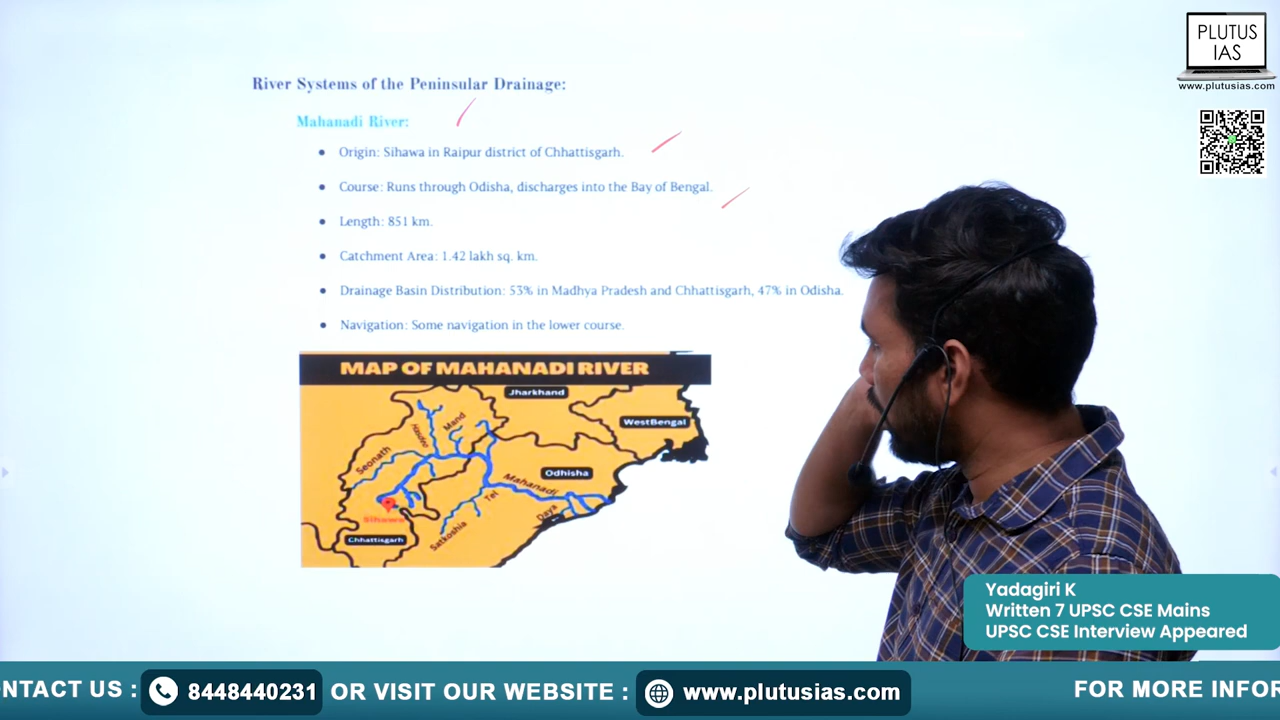 PLUTUS
IAS
www.plutusias.com
River Systems of the Peninsular Drainage:
Mahanadi River:
• Origin: Sihawa in Raipur district of Chhattisgarh.
• Course: Runs through Odisha, discharges into the Bay of Bengal.
• Length: 851 km.
• Catchment Area: 1.42 lakh sq. km.
• Drainage Basin Distribution: 53% in Madhya Pradesh and Chhattisgarh, 47% in Odisha.
• Navigation: Some navigation in the lower course.
MAP OF MAHANADI RIVER
Jharkhand
WestBengal
Mand
Hasdeo
Seonath
Odhisha
Mahanadi
Tel
Sihawa
Daya
Satkoshia
Chhattisgarh
Yadagiri K
Written 7 UPSC CSE Mains
UPSC CSE Interview Appeared
ONTACT US : 8448440231 OR VISIT OUR WEBSITE : www.plutusias.com FOR MORE INFOR